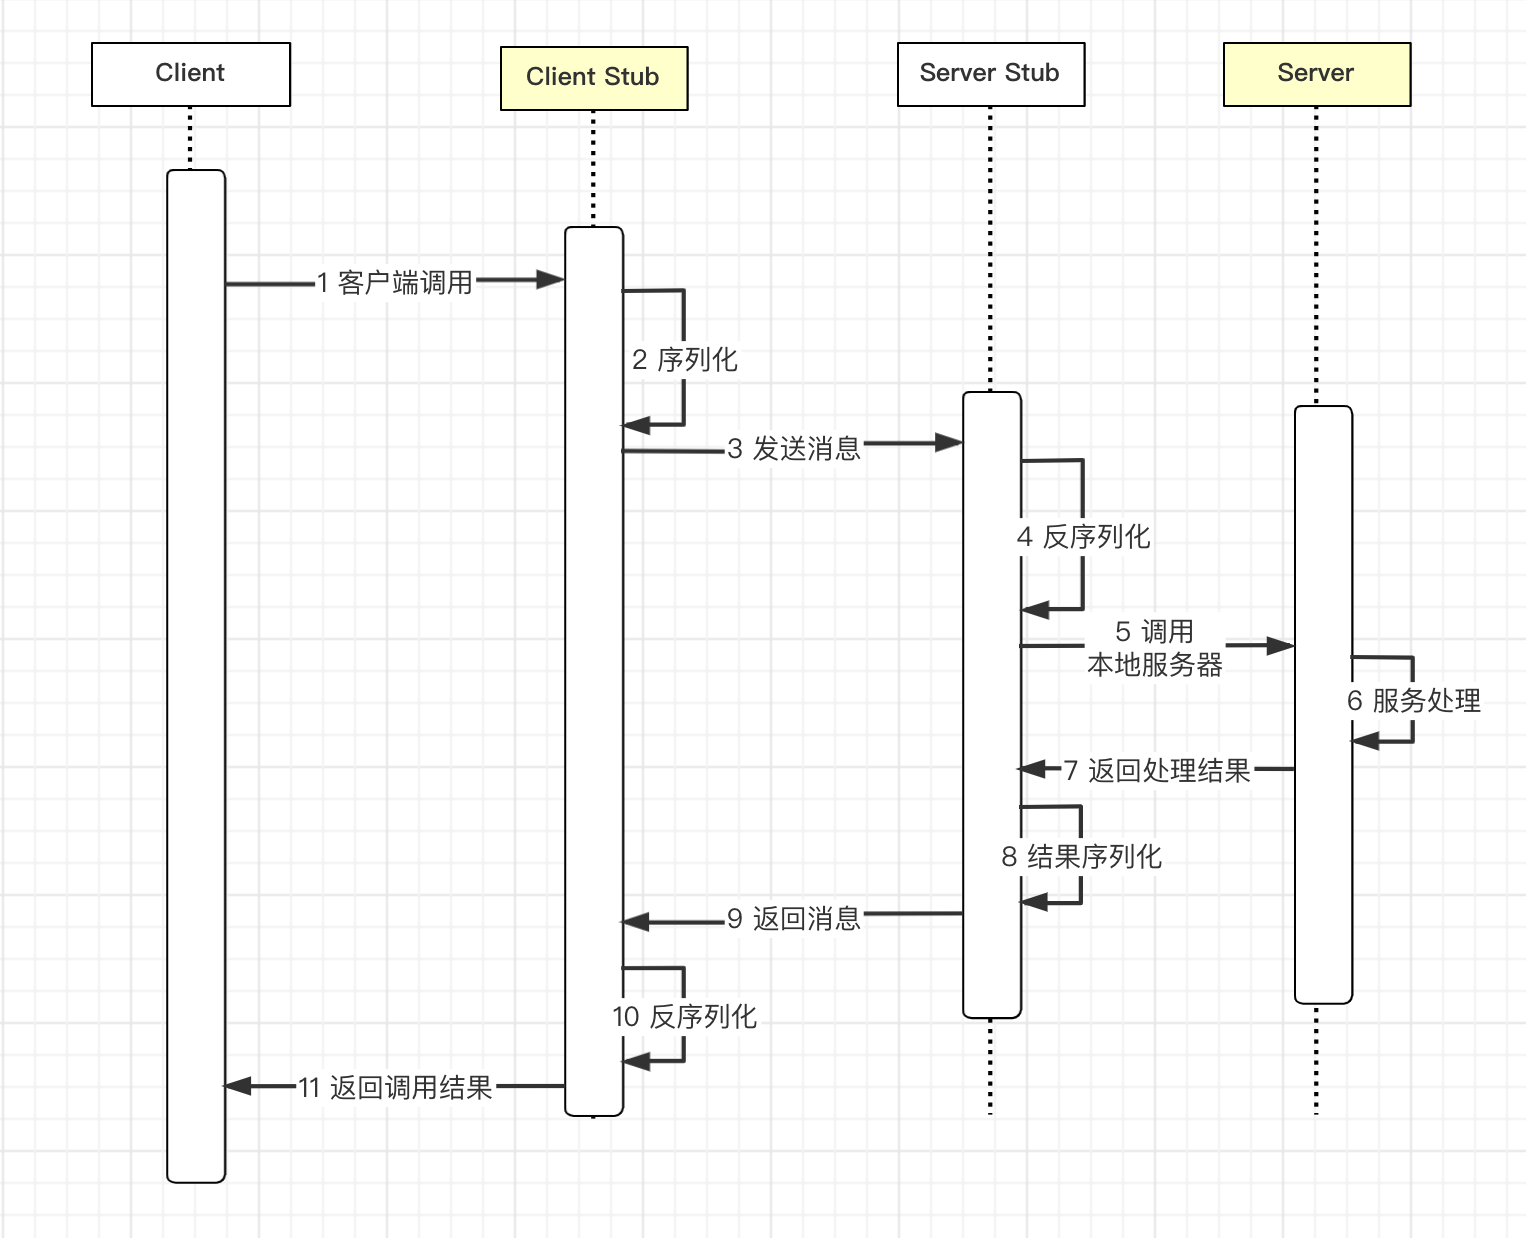 Client
Client Stub
Server Stub
Server
1 客户端调用
2 序列化
3 发送消息
4 反序列化
5 调用
本地服务器
6 服务处理
7 返回处理结果
8 结果序列化
9 返回消息
10 反序列化
11 返回调用结果